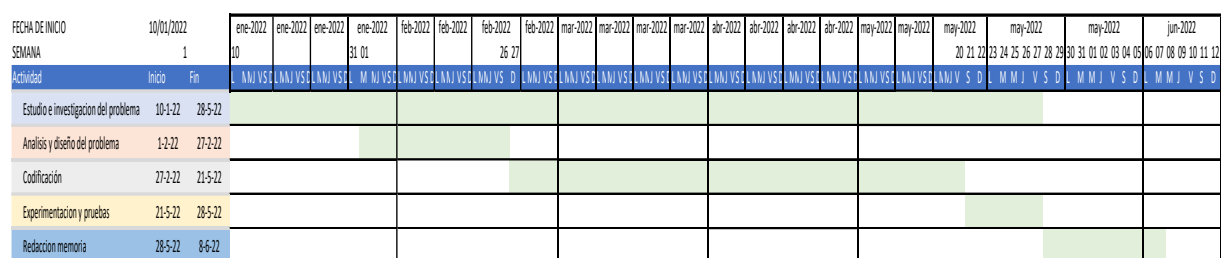 FECHA DE INICIO 10/01/2022 ene-2022 ene-2022 ene-2022 ene-2022 feb-2022 feb-2022 feb-2022 feb-2022 mar-2022 mar-2022 mar-2022 mar-2022 abr-2022 abr-2022 abr-2022 abr-2022 may-2022 may-2022 may-2022 may-2022 may-2022 jun-2022
SEMANA 1 10 31 01 26 27 20 21 22 23 24 25 26 27 28 29 30 31 01 02 03 04 05 06 07 08 09 10 11 12
Actividad Inicio Fin L M M J V S D L M M J V S D L M M J V S D L M M J V S D L M M J V S D L M M J V S D L M M J V S D L M M J V S D L M M J V S D L M M J V S D L M M J V S D L M M J V S D L M M J V S D L M M J V S D L M M J V S D L M M J V S D L M M J V S D L M M J V S D L M M J V S D L M M J V S D L M M J V S D L M M J V S D
Estudio e investigacion del problema 10-1-22 28-5-22
Analisis y diseño del problema 1-2-22 27-2-22
Codificación 27-2-22 21-5-22
Experimentacion y pruebas 21-5-22 28-5-22
Redaccion memoria 28-5-22 8-6-22